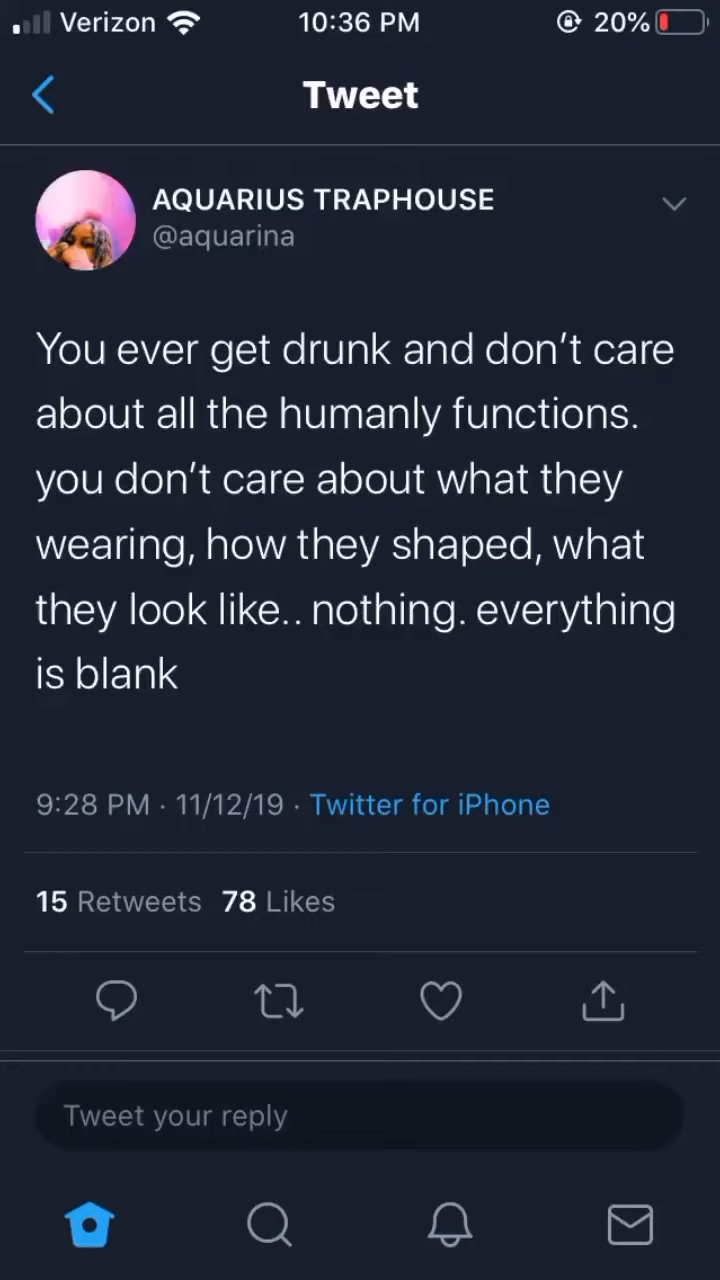 Verizon 10:36 PM 20%
Tweet
AQUARIUS TRAPHOUSE
@aquarina
You ever get drunk and don’t care
about all the humanly functions.
you don’t care about what they
wearing, how they shaped, what
they look like.. nothing. everything
is blank
9:28 PM · 11/12/19 · Twitter for iPhone
15 Retweets 78 Likes
Tweet your reply